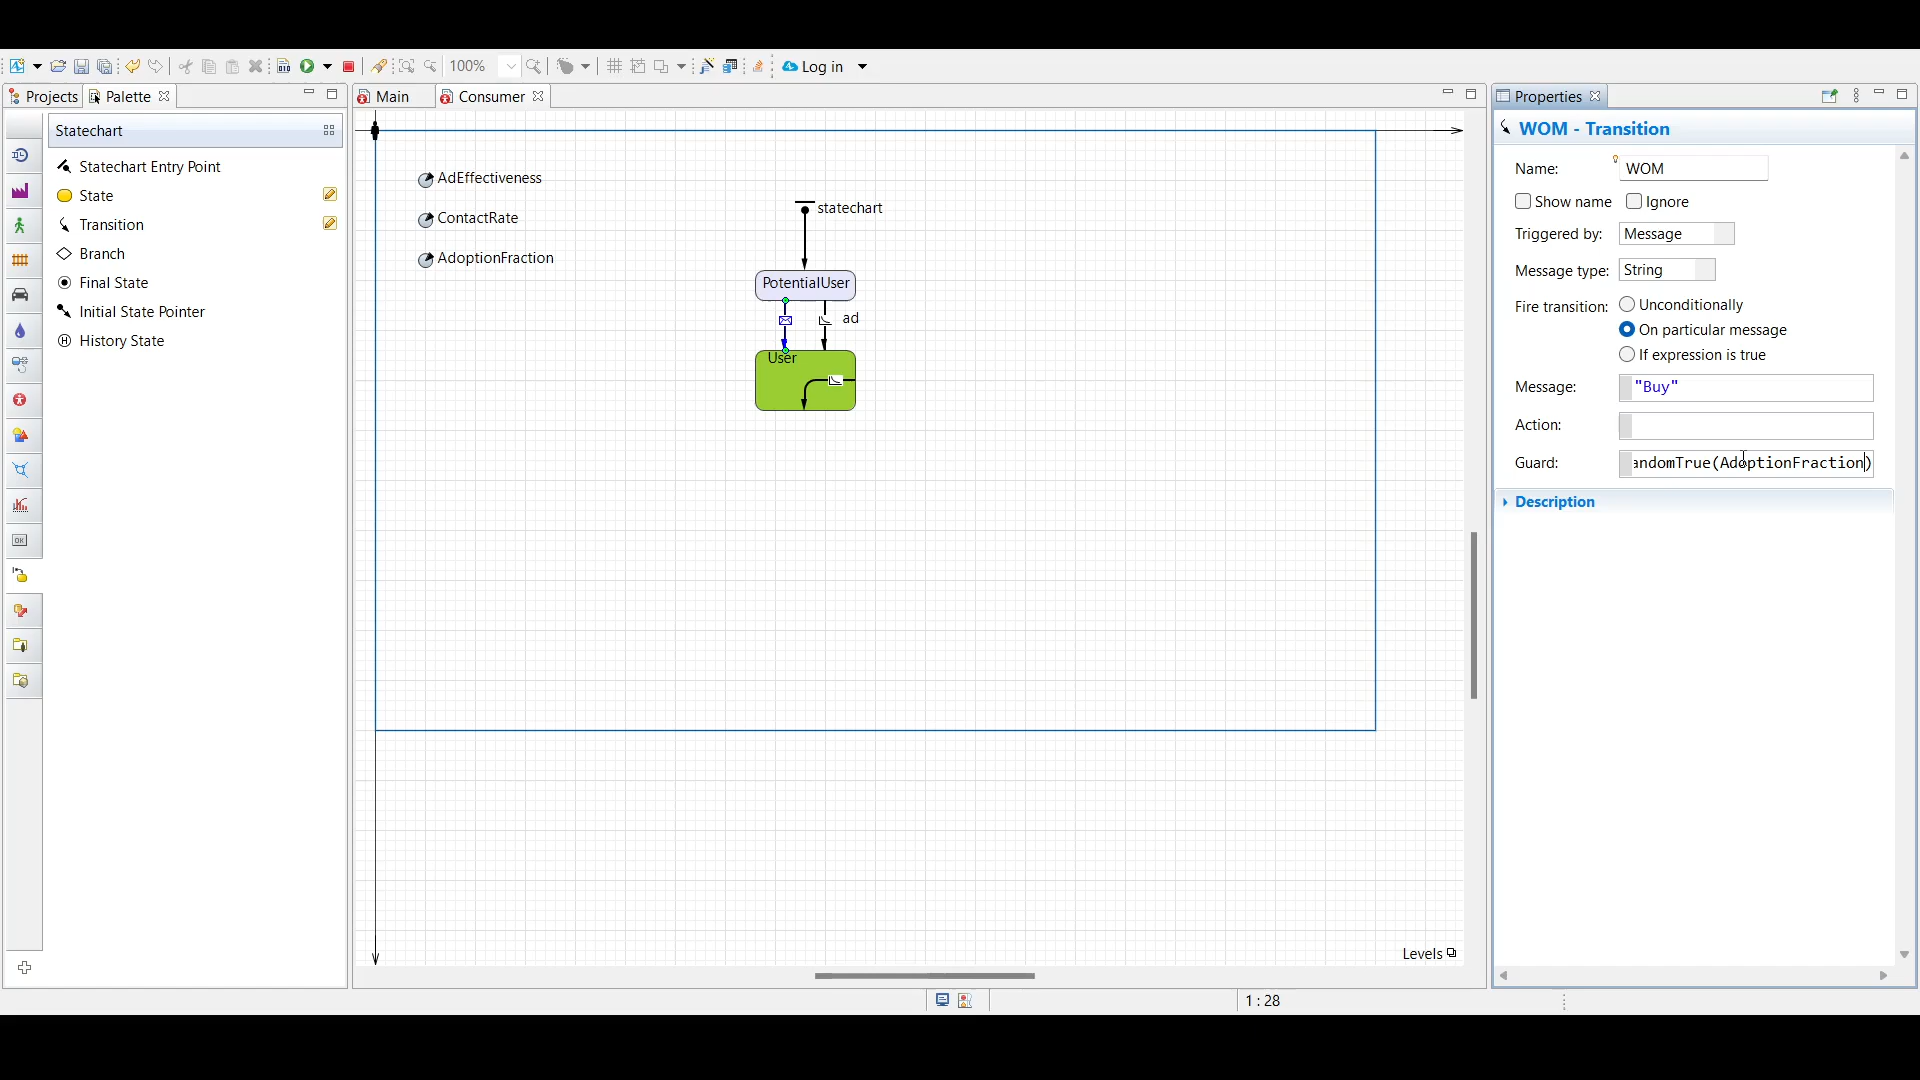 100%
Log in
Projects
Palette
Main
Consumer
Properties
Statechart
Statechart Entry Point
State
Transition
Branch
Final State
Initial State Pointer
History State
AdEffectiveness
ContactRate
AdoptionFraction
statechart
PotentialUser
ad
User
Levels
WOM - Transition
Name: WOM
Show name Ignore
Triggered by: Message
Message type: String
Fire transition: Unconditionally
On particular message
If expression is true
Message: "Buy"
Action:
Guard: andomTrue(AdoptionFraction)
Description
1 : 28